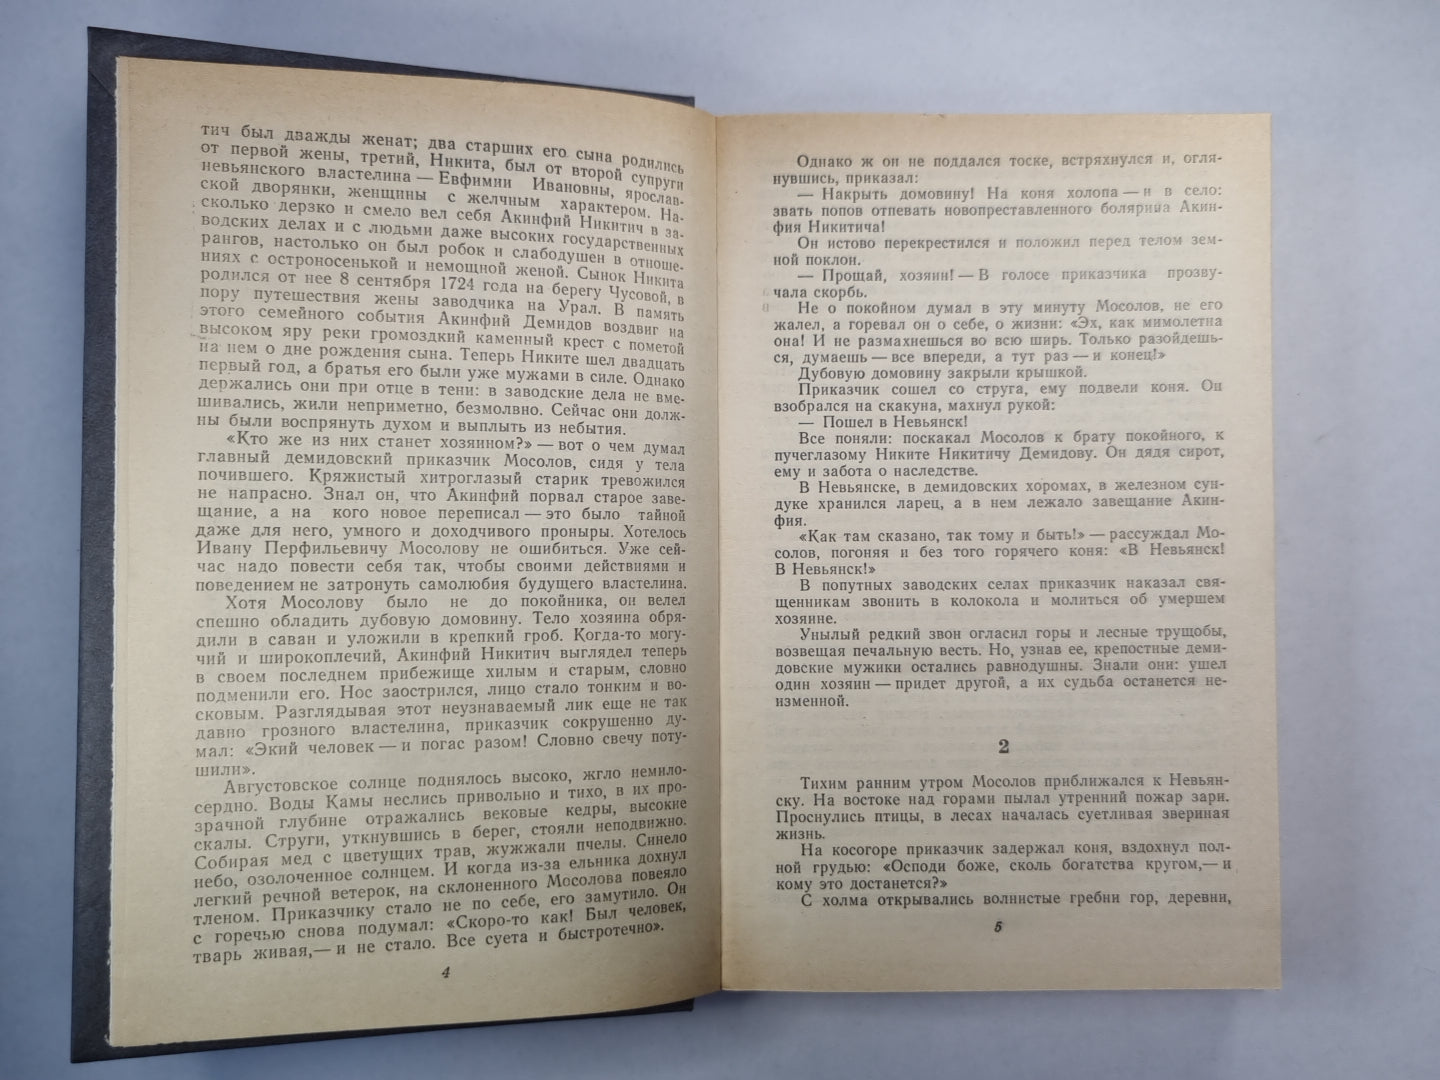 тич был дважды женат; два старших его сына родились
от первой жены, третий, Никита, был от второй супруги
невьянского властелина — Евфимии Ивановны, ярослав-
ской дворянки, женщины с желчным характером. На-
сколько дерзко и смело вел себя Акинфий Никитич в за-
водских делах и с людьми даже высоких государственных
рангов, настолько он был робок и слабодушен в отноше-
ниях с остроносенькой и немощной женой. Сынок Никита
родился от нее 8 сентября 1724 года на берегу Чусовой, в
пору путешествия жены заводчика на Урал. В память
этого семейного события Акинфий Демидов воздвиг на
высоком яру реки громоздкий каменный крест с пометой
на нем о дне рождения сына. Теперь Никите шел двадцать
первый год, а братья его были уже мужами в силе. Однако
держались они при отце в тени: в заводские дела не вме-
шивались, жили неприметно, безмолвно. Сейчас они долж-
ны были воспрянуть духом и выплыть из небытия.
«Кто же из них станет хозяином?» — вот о чем думал
главный демидовский приказчик Мосолов, сидя у тела
почившего. Кряжистый хитроглазый старик тревожился
не напрасно. Знал он, что Акинфий порвал старое заве-
щание, а на кого новое переписал — это было тайной
даже для него, умного и доходчивого проныры. Хотелось
Ивану Перфильевичу Мосолову не ошибиться. Уже сей-
час надо повести себя так, чтобы своими действиями и
поведением не затронуть самолюбия будущего властелина.
Хотя Мосолову было не до покойника, он велел
спешно обладить дубовую домовину. Тело хозяина обря-
дили в саван и уложили в крепкий гроб. Когда-то могу-
чий и широкоплечий, Акинфий Никитич выглядел теперь
в своем последнем прибежище хилым и старым, словно
подменили его. Нос заострился, лицо стало тонким и во-
сковым. Разглядывая этот неузнаваемый лик еще не так
давно грозного властелина, приказчик сокрушенно ду-
мал: «Экий человек — и погас разом! Словно свечу поту-
шили».
Августовское солнце поднялось высоко, жгло немило-
сердно. Воды Камы неслись привольно и тихо, в их про-
зрачной глубине отражались вековые кедры, высокие
скалы. Струги, уткнувшись в берег, стояли неподвижно.
Собирая мед с цветущих трав, жужжали пчелы. Синело
небо, озолоченное солнцем. И когда из-за ельника дохнул
легкий речной ветерок, на склоненного Мосолова повеяло
тленом. Приказчику стало не по себе, его замутило. Он
с горечью снова подумал: «Скоро-то как! Был человек,
тварь живая,— и не стало. Все суета и быстротечно».
4
Однако ж он не поддался тоске, встряхнулся и, огля-
нувшись, приказал:
— Накрыть домовину! На коня холопа — и в село:
звать попов отпевать новопреставленного болярина Акин-
фия Никитича!
Он истово перекрестился и положил перед телом зем-
ной поклон.
— Прощай, хозяин! — В голосе приказчика прозву-
чала скорбь.
Не о покойном думал в эту минуту Мосолов, не его
жалел, а горевал он о себе, о жизни: «Эх, как мимолетна
она! И не размахнешься во всю ширь. Только разойдешь-
ся, думаешь — все впереди, а тут раз — и конец!»
Дубовую домовину закрыли крышкой.
Приказчик сошел со струга, ему подвели коня. Он
взобрался на скакуна, махнул рукой:
— Пошел в Невьянск!
Все поняли: поскакал Мосолов к брату покойного, к
пучеглазому Никите Никитичу Демидову. Он дядя сирот,
ему и забота о наследстве.
В Невьянске, в демидовских хоромах, в железном сун-
дуке хранился ларец, а в нем лежало завещание Акин-
фия.
«Как там сказано, так тому и быть!» — рассуждал Мо-
солов, погоняя и без того горячего коня: «В Невьянск!
В Невьянск!»
В попутных заводских селах приказчик наказал свя-
щенникам звонить в колокола и молиться об умершем
хозяине.
Унылый редкий звон огласил горы и лесные трущобы,
возвещая печальную весть. Но, узнав ее, крепостные деми-
довские мужики остались равнодушны. Знали они: ушел
один хозяин — придет другой, а их судьба останется не-
изменной.
2
Тихим ранним утром Мосолов приближался к Невьян-
ску. На востоке над горами пылал утренний пожар зари.
Проснулись птицы, в лесах началась суетливая звериная
жизнь.
На косогоре приказчик задержал коня, вздохнул пол-
ной грудью: «Осподи боже, сколь богатства кругом,— и
кому это достанется?»
С холма открывались волнистые гребни гор, деревни,
5